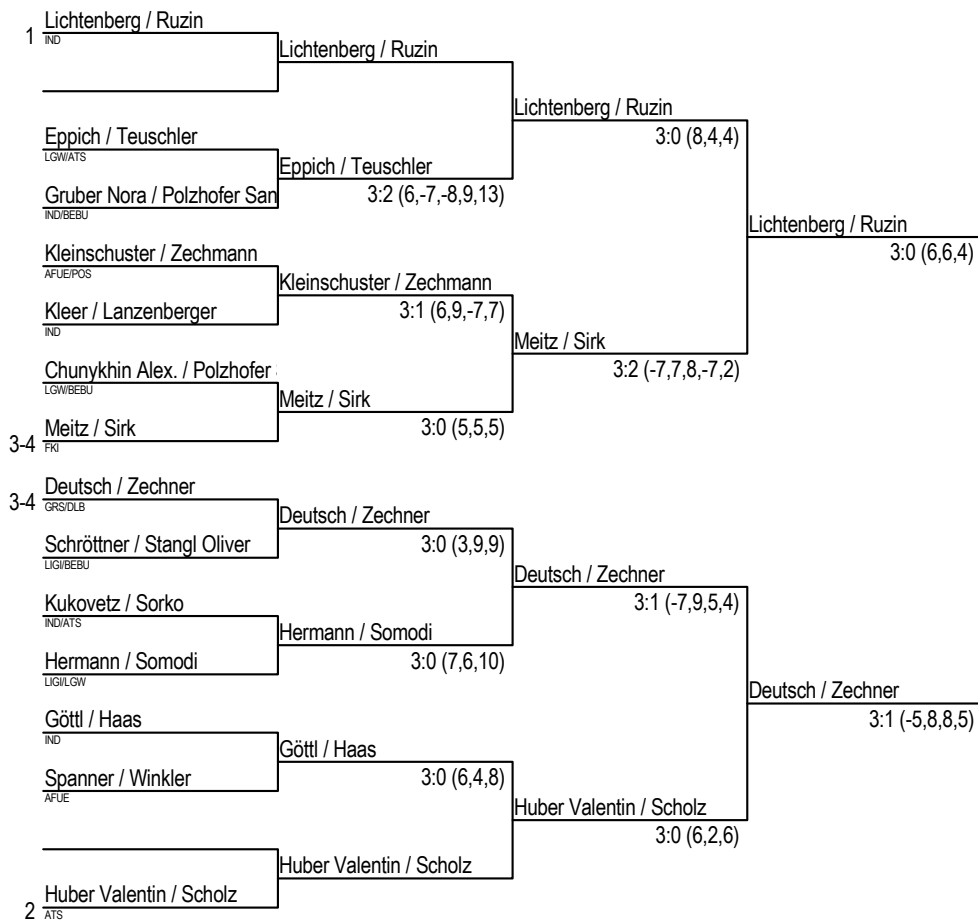 Lichtenberg / Ruzin
1
IND
Lichtenberg / Ruzin
Lichtenberg / Ruzin
3:0 (8,4,4)
Eppich / Teuschler
LGW/ATS
Eppich / Teuschler
3:2 (6,-7,-8,9,13)
Gruber Nora / Polzhofer San
IND/BEBU
Lichtenberg / Ruzin
3:0 (6,6,4)
Kleinschuster / Zechmann
AFUE/POS
Kleinschuster / Zechmann
3:1 (6,9,-7,7)
Kleer / Lanzenberger
IND
Meitz / Sirk
3:2 (-7,7,8,-7,2)
Chunykhin Alex. / Polzhofer
LGW/BEBU
Meitz / Sirk
3:0 (5,5,5)
Meitz / Sirk
3-4
FKI
Deutsch / Zechner
3-4
GRS/DLB
Deutsch / Zechner
3:0 (3,9,9)
Schröttner / Stangl Oliver
LIGI/BEBU
Deutsch / Zechner
3:1 (-7,9,5,4)
Kukovetz / Sorko
IND/ATS
Hermann / Somodi
3:0 (7,6,10)
Hermann / Somodi
LIGI/LGW
Deutsch / Zechner
3:1 (-5,8,8,5)
Göttl / Haas
IND
Göttl / Haas
3:0 (6,4,8)
Spanner / Winkler
AFUE
Huber Valentin / Scholz
3:0 (6,2,6)
Huber Valentin / Scholz
Huber Valentin / Scholz
2
ATS